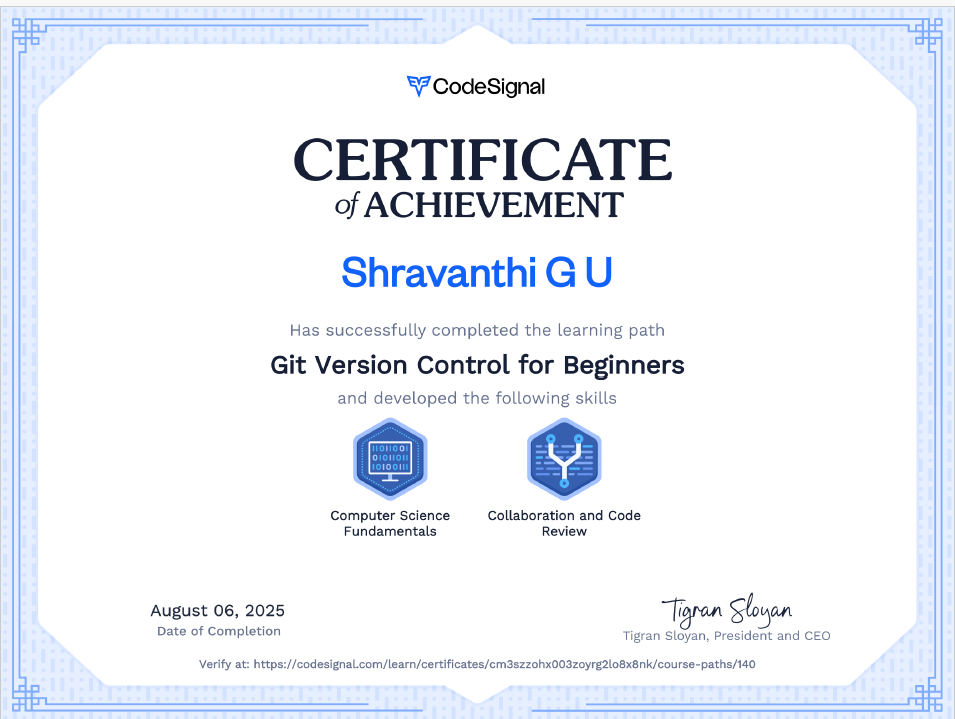 CodeSignal
CERTIFICATE
of ACHIEVEMENT
Shravanthi G U
Has successfully completed the learning path
Git Version Control for Beginners
and developed the following skills
Computer Science
Fundamentals
Collaboration and Code
Review
August 06, 2025
Date of Completion
Tigran Sloyan
Tigran Sloyan, President and CEO
Verify at: https://codesignal.com/learn/certificates/cm3szzohx003zoyrg2lo8x8nk/course-paths/140